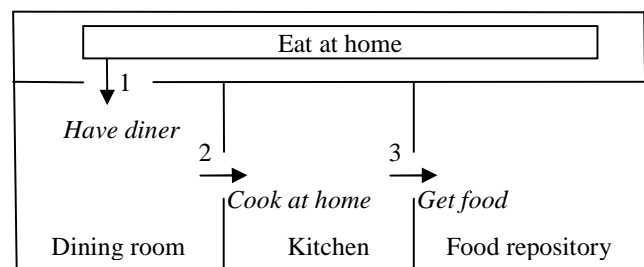 Eat at home
1
Have diner
2
3
Cook at home
Get food
Dining room
Kitchen
Food repository